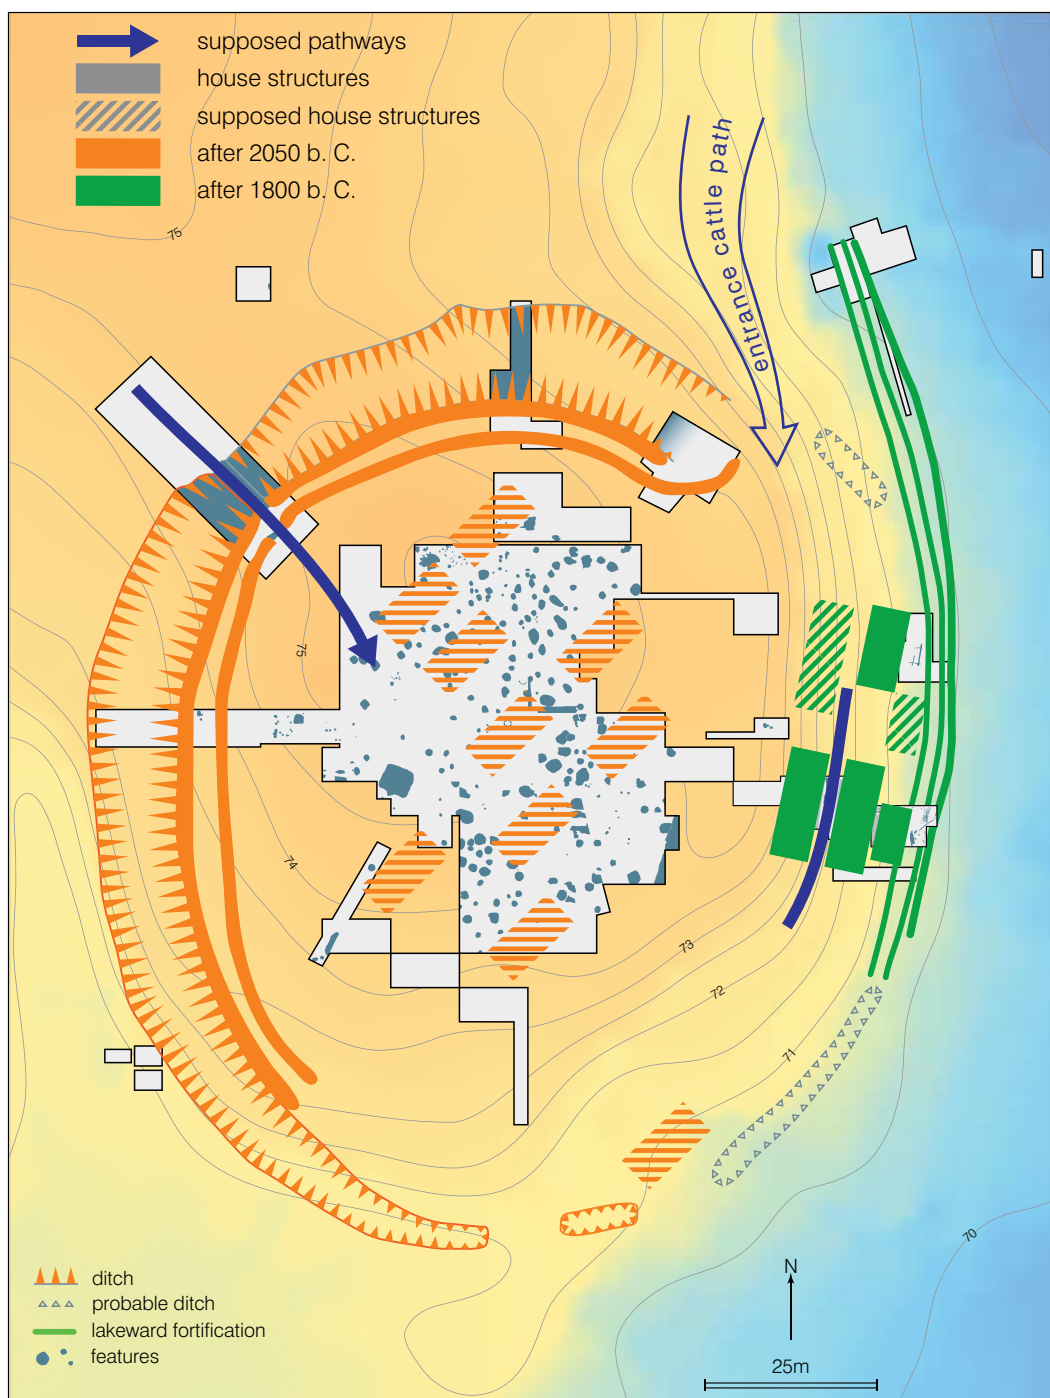 supposed pathways
house structures
supposed house structures
after 2050 b. C.
after 1800 b. C.
entrance cattle path
75
75
74
73
72
71
70
ditch
probable ditch
lakeward fortification
features
N
25m